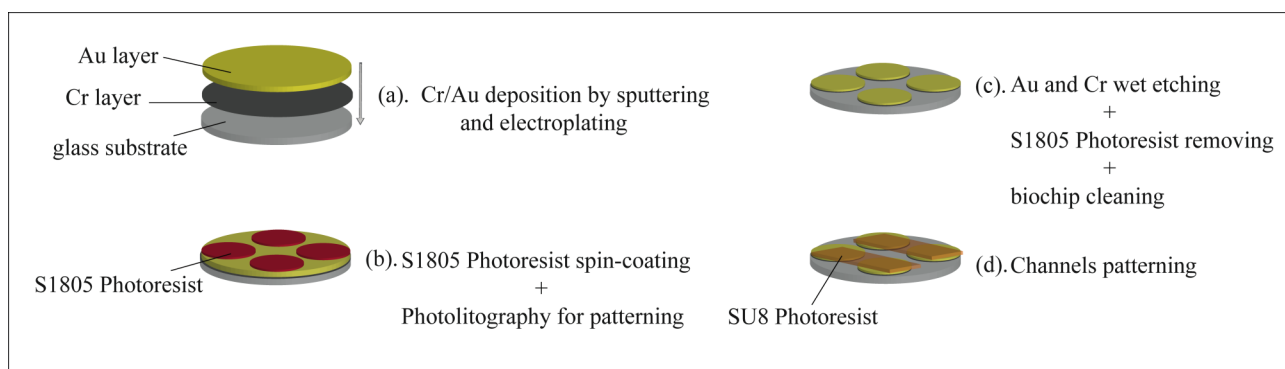 Au layer
Cr layer
glass substrate
(a). Cr/Au deposition by sputtering
and electroplating
S1805 Photoresist
(b). S1805 Photoresist spin-coating
+
Photolitography for patterning
(c). Au and Cr wet etching
+
S1805 Photoresist removing
+
biochip cleaning
(d). Channels patterning
SU8 Photoresist